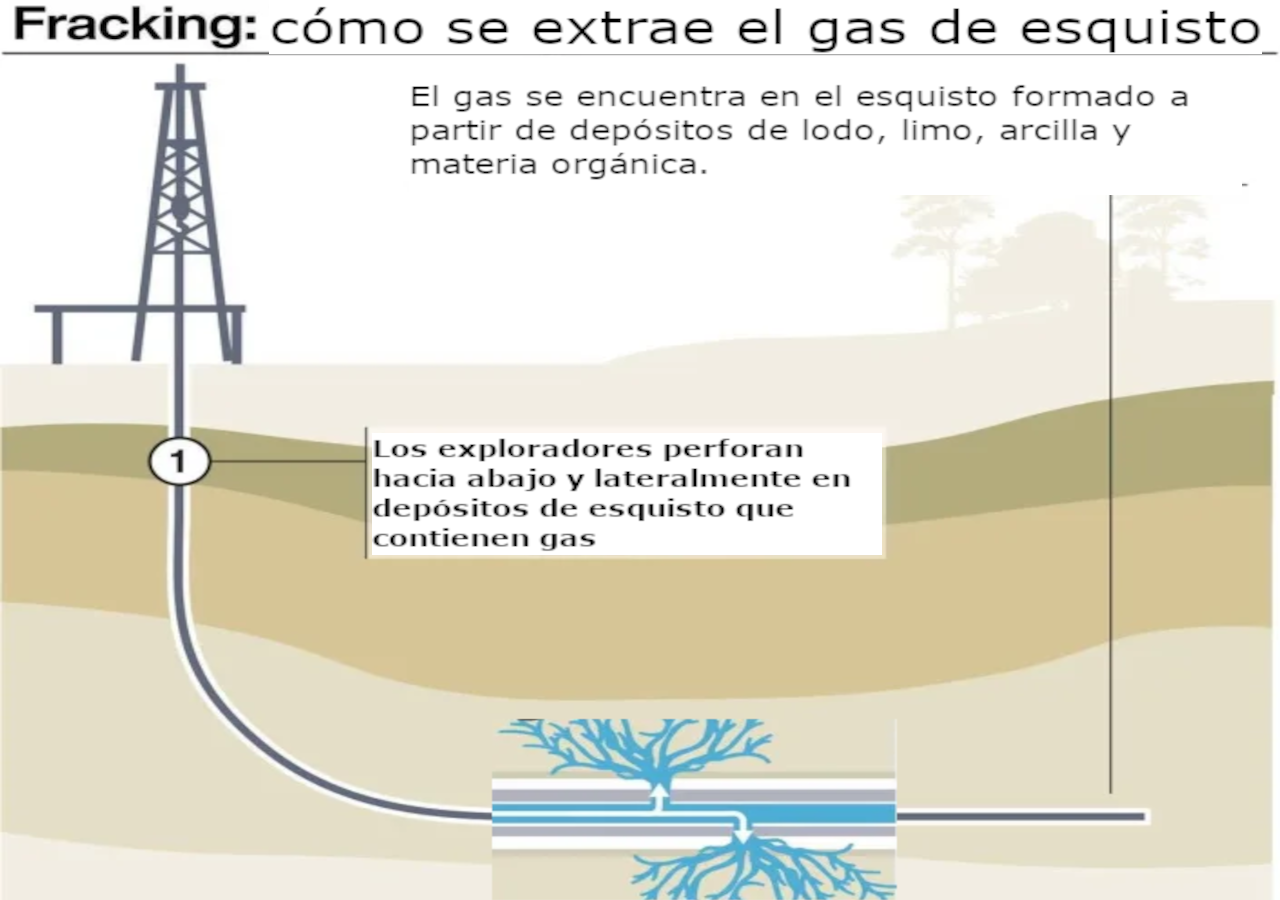 Fracking: cómo se extrae el gas de esquisto
El gas se encuentra en el esquisto formado a
partir de depósitos de lodo, limo, arcilla y
materia orgánica.
1
Los exploradores perforan
hacia abajo y lateralmente en
depósitos de esquisto que
contienen gas